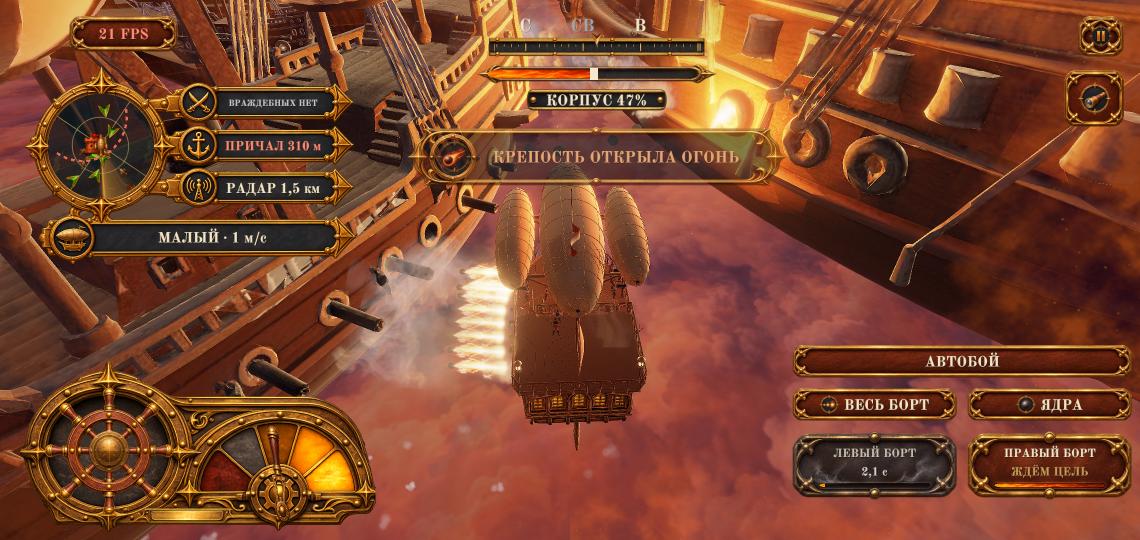 21 FPS
С СВ В
КОРПУС 47%
ВРАЖДЕБНЫХ НЕТ
ПРИЧАЛ 310 м
РАДАР 1,5 км
МАЛЫЙ · 1 м/с
КРЕПОСТЬ ОТКРЫЛА ОГОНЬ
АВТОБОЙ
ВЕСЬ БОРТ
ЯДРА
ЛЕВЫЙ БОРТ
2,1 с
ПРАВЫЙ БОРТ
ЖДЁМ ЦЕЛЬ